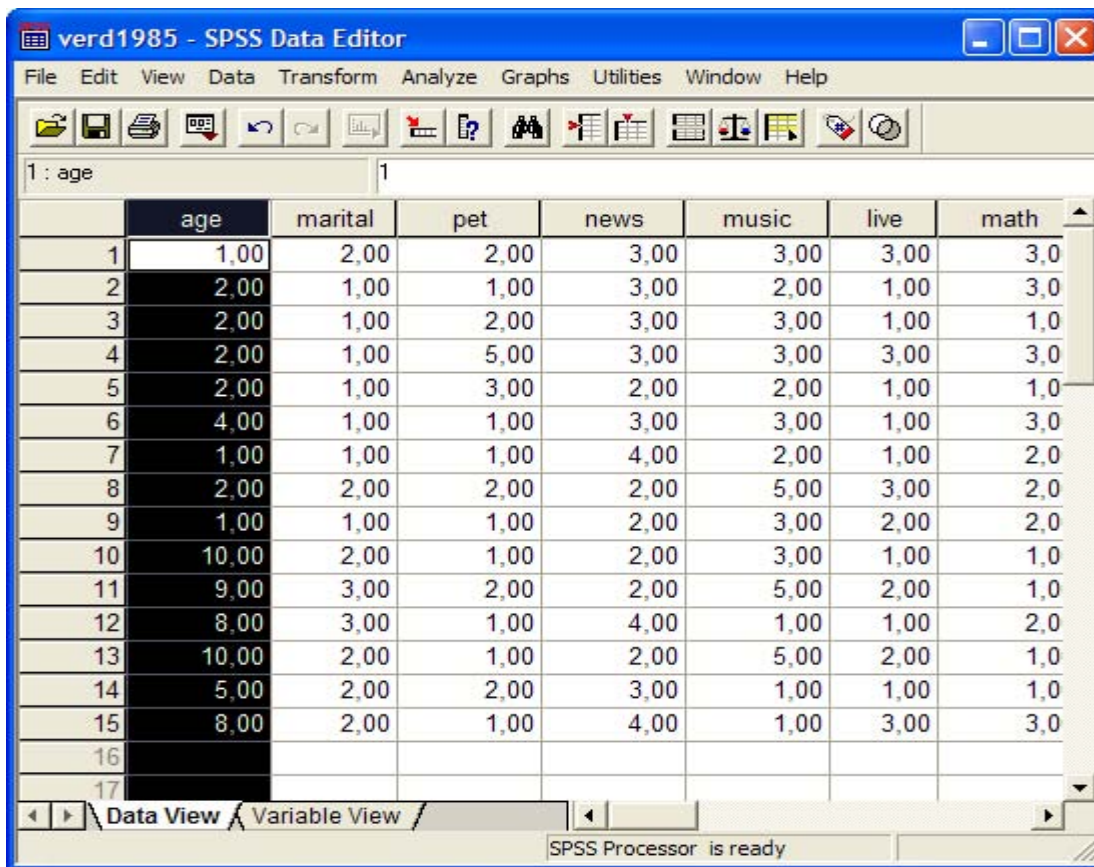 verd1985 - SPSS Data Editor
File Edit View Data Transform Analyze Graphs Utilities Window Help
1 : age 1
age marital pet news music live math
1 1,00 2,00 2,00 3,00 3,00 3,00 3,0
2 2,00 1,00 1,00 3,00 2,00 1,00 3,0
3 2,00 1,00 2,00 3,00 3,00 1,00 1,0
4 2,00 1,00 5,00 3,00 3,00 3,00 3,0
5 2,00 1,00 3,00 2,00 2,00 1,00 1,0
6 4,00 1,00 1,00 3,00 3,00 1,00 3,0
7 1,00 1,00 1,00 4,00 2,00 1,00 2,0
8 2,00 2,00 2,00 2,00 5,00 3,00 2,0
9 1,00 1,00 1,00 2,00 3,00 2,00 2,0
10 10,00 2,00 1,00 2,00 3,00 1,00 1,0
11 9,00 3,00 2,00 2,00 5,00 2,00 1,0
12 8,00 3,00 1,00 4,00 1,00 1,00 2,0
13 10,00 2,00 1,00 2,00 5,00 2,00 1,0
14 5,00 2,00 2,00 3,00 1,00 1,00 1,0
15 8,00 2,00 1,00 4,00 1,00 3,00 3,0
16
17
Data View Variable View
SPSS Processor is ready